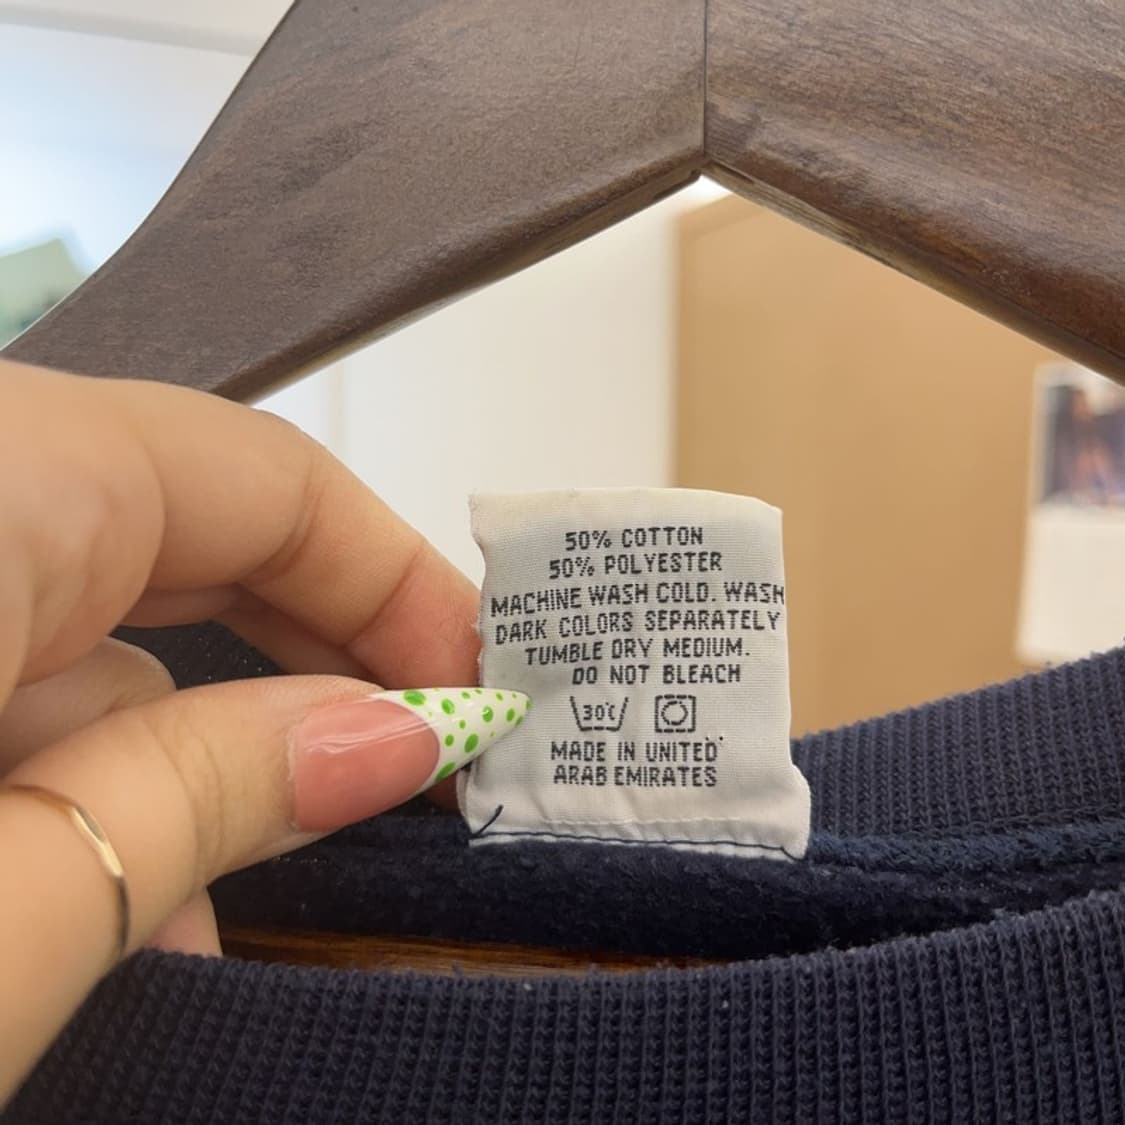 50% COTTON
50% POLYESTER
MACHINE WASH COLD. WASH
DARK COLORS SEPARATELY
TUMBLE DRY MEDIUM.
DO NOT BLEACH
30℃
MADE IN UNITED
ARAB EMIRATES